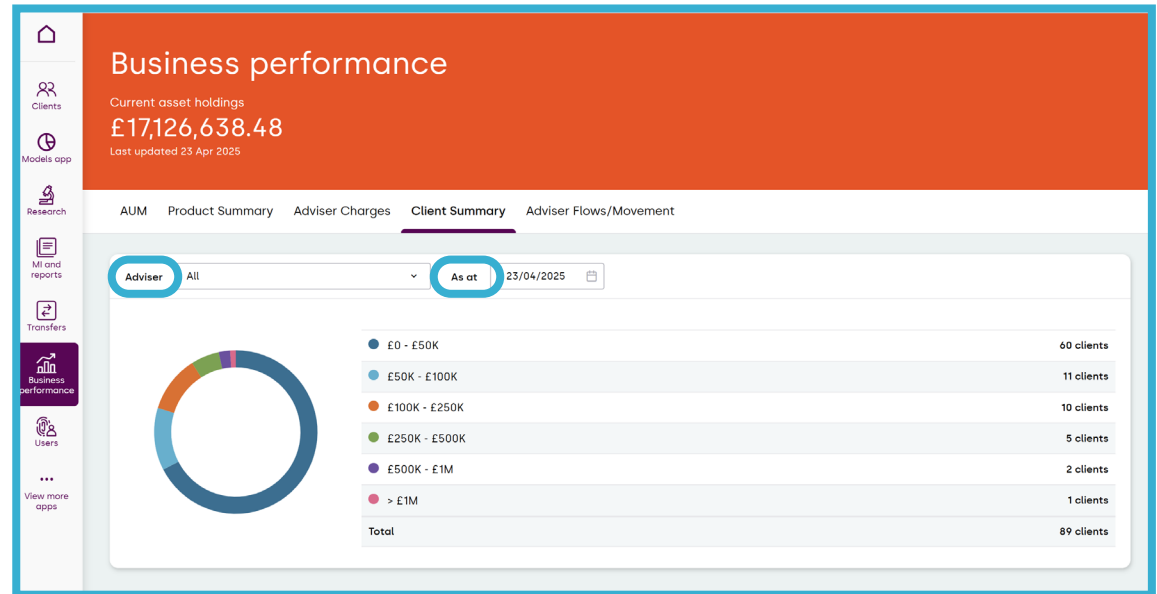 Business performance
Current asset holdings
£17,126,638.48
Last updated 23 Apr 2025
Clients
Models app
Research
MI and
reports
Transfers
Business
performance
Users
View more
apps
AUM Product Summary Adviser Charges Client Summary Adviser Flows/Movement
Adviser All As at 23/04/2025
£0 - £50K 60 clients
£50K - £100K 11 clients
£100K - £250K 10 clients
£250K - £500K 5 clients
£500K - £1M 2 clients
> £1M 1 clients
Total 89 clients